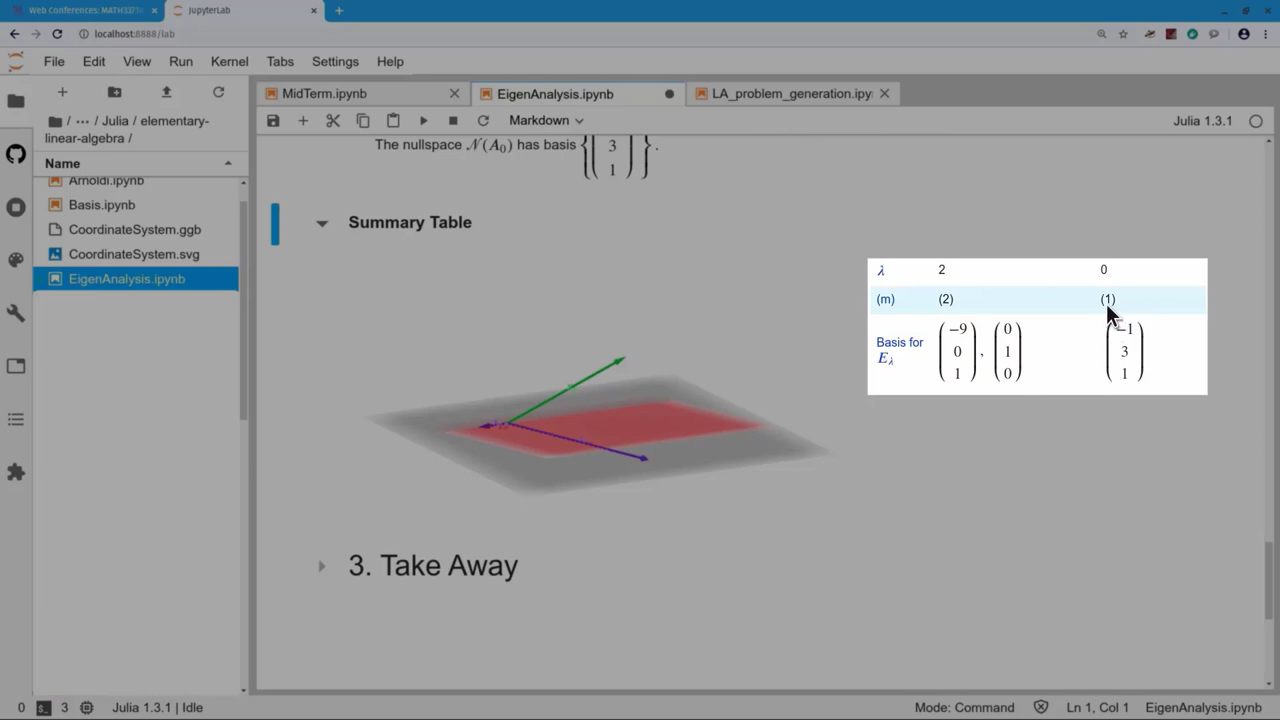 Web Conferences: MATH33
JupyterLab
localhost:8888/lab
File Edit View Run Kernel Tabs Settings Help
MidTerm.ipynb
EigenAnalysis.ipynb
LA_problem_generation.ipy
/ ··· / Julia / elementary-
linear-algebra /
Markdown
Julia 1.3.1
Name
Arnoldi.ipynb
Basis.ipynb
CoordinateSystem.ggb
CoordinateSystem.svg
EigenAnalysis.ipynb
The nullspace 𝒩(A₀) has basis {( 3 1 )}.
Summary Table
λ 2 0
(m) (2) (1)
Basis for E_λ
(−9 0 1), (0 1 0)
(−1 3 1)
3. Take Away
0 3 Julia 1.3.1 | Idle
Mode: Command Ln 1, Col 1 EigenAnalysis.ipynb